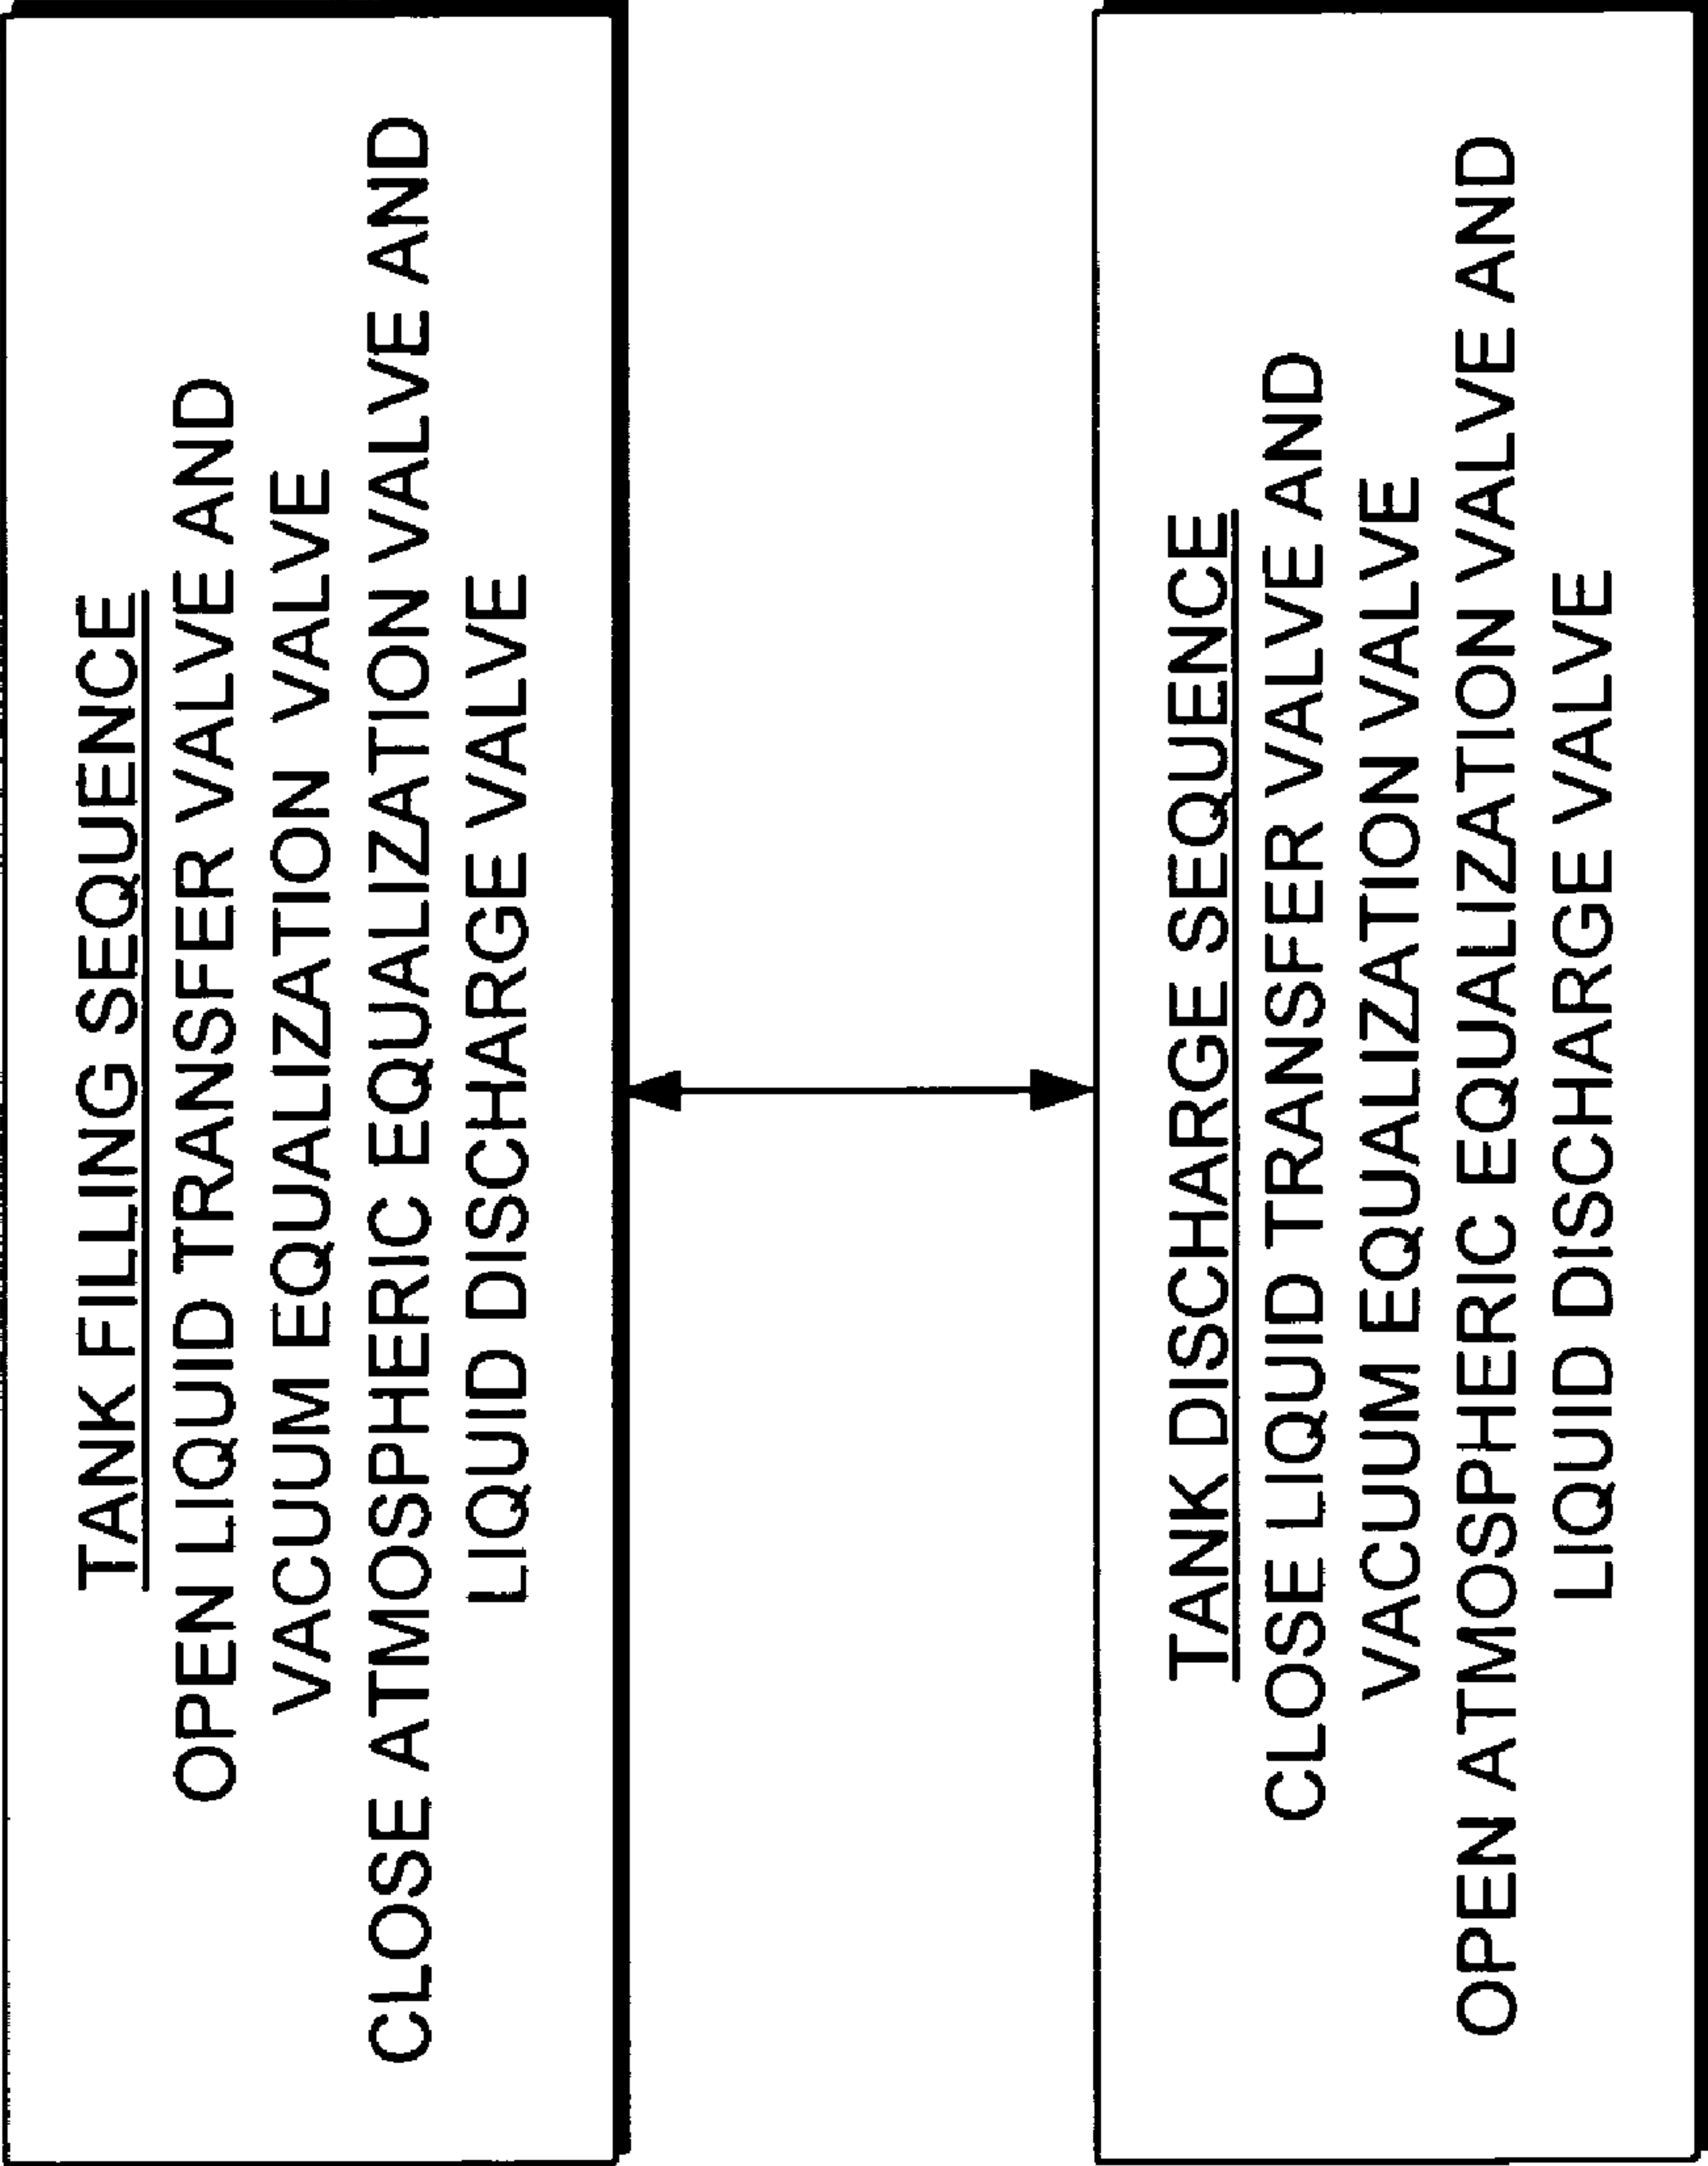 TANK FILLING SEQUENCE
OPEN LIQUID TRANSFER VALVE AND
VACUUM EQUALIZATION VALVE
CLOSE ATMOSPHERIC EQUALIZATION VALVE AND
LIQUID DISCHARGE VALVE
TANK DISCHARGE SEQUENCE
CLOSE LIQUID TRANSFER VALVE AND
VACUUM EQUALIZATION VALVE
OPEN ATMOSPHERIC EQUALIZATION VALVE AND
LIQUID DISCHARGE VALVE